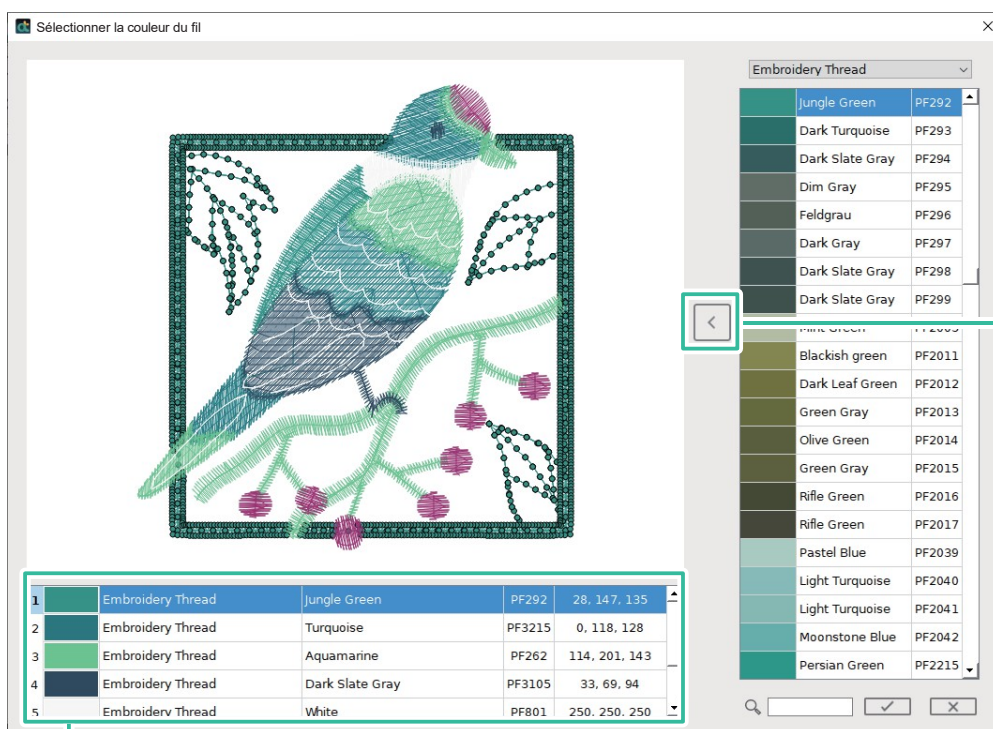 Sélectionner la couleur du fil
Embroidery Thread
Jungle Green PF292
Dark Turquoise PF293
Dark Slate Gray PF294
Dim Gray PF295
Feldgrau PF296
Dark Gray PF297
Dark Slate Gray PF298
Dark Slate Gray PF299
Mint Green
Blackish green PF2011
Dark Leaf Green PF2012
Green Gray PF2013
Olive Green PF2014
Green Gray PF2015
Rifle Green PF2016
Rifle Green PF2017
Pastel Blue PF2039
Light Turquoise PF2040
Light Turquoise PF2041
Moonstone Blue PF2042
Persian Green PF2215
1 Embroidery Thread Jungle Green PF292 28, 147, 135
2 Embroidery Thread Turquoise PF3215 0, 118, 128
3 Embroidery Thread Aquamarine PF262 114, 201, 143
4 Embroidery Thread Dark Slate Gray PF3105 33, 69, 94
5 Embroidery Thread White PF801 250, 250, 250